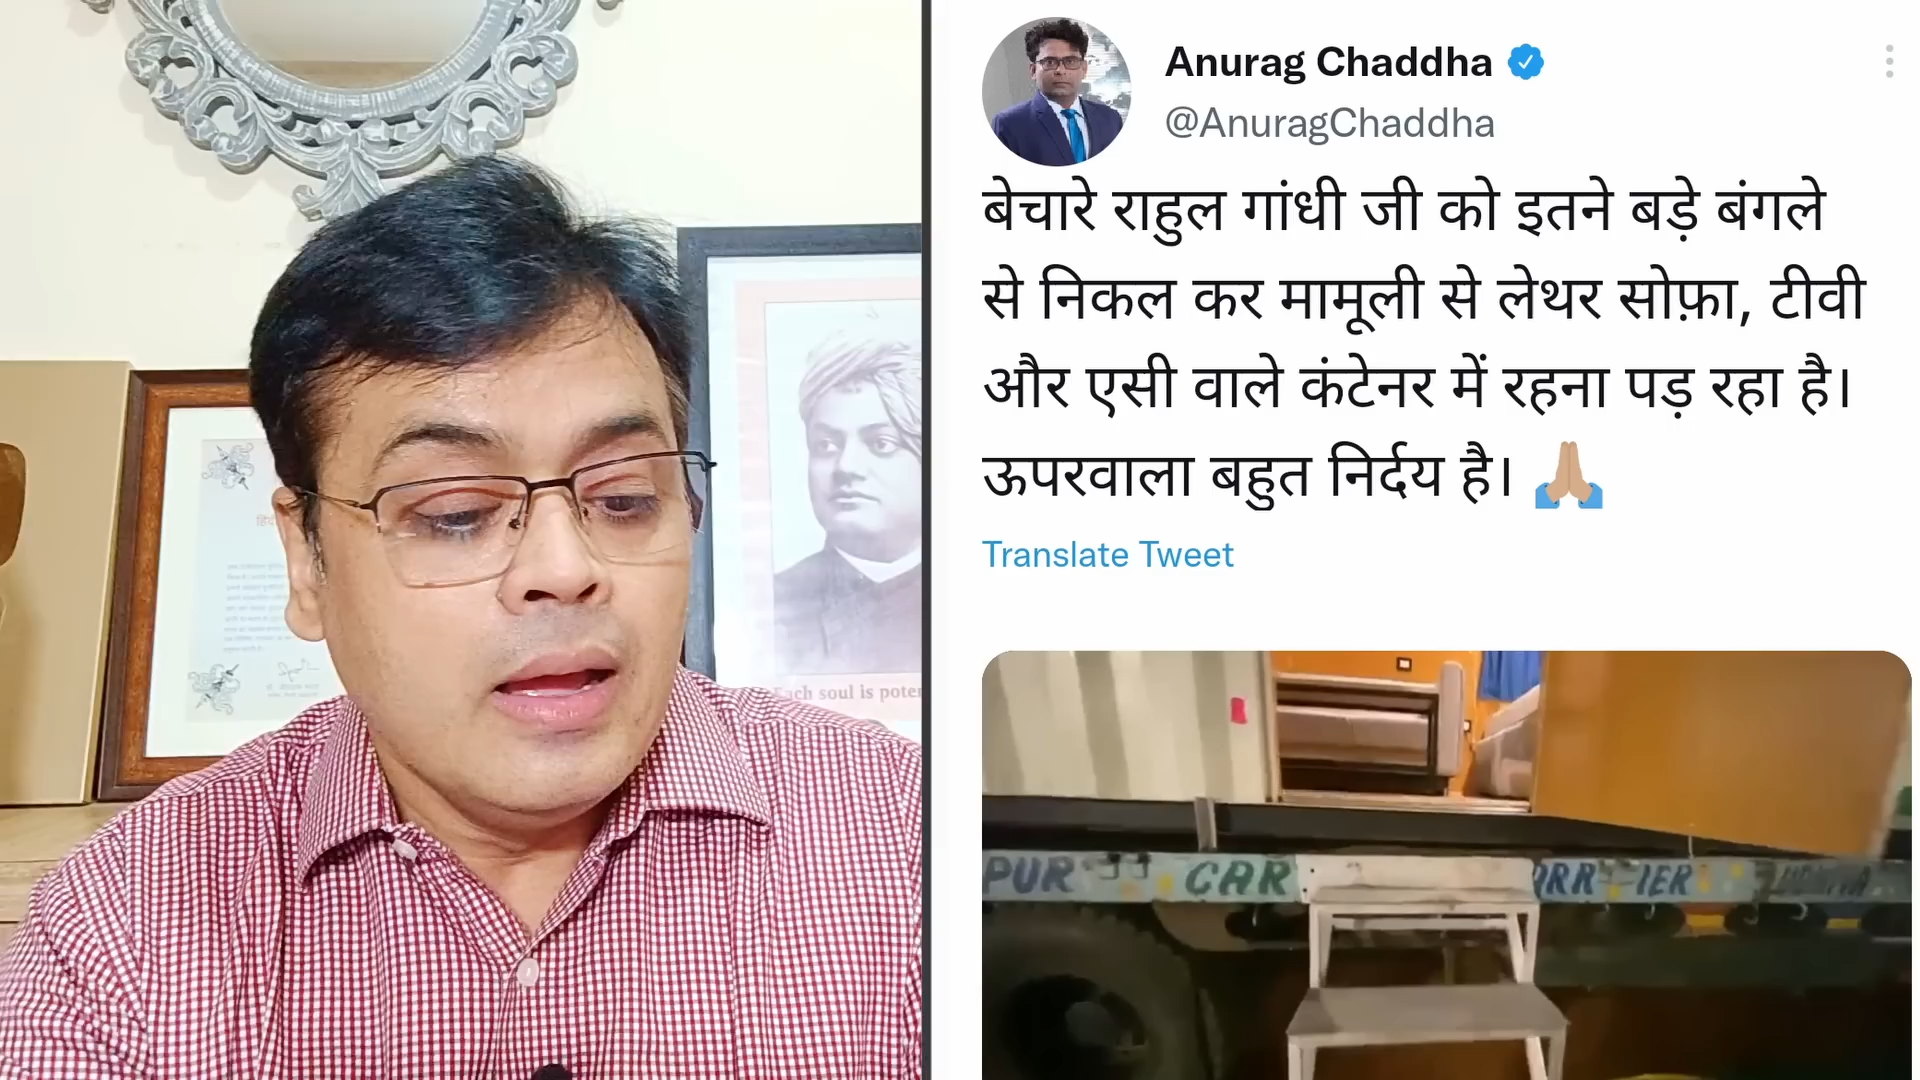 Anurag Chaddha
@AnuragChaddha
बेचारे राहुल गांधी जी को इतने बड़े बंगले
से निकल कर मामूली से लेथर सोफ़ा, टीवी
और एसी वाले कंटेनर में रहना पड़ रहा है।
ऊपरवाला बहुत निर्दय है। 🙏🏽
Translate Tweet
Each soul is poten
PUR CAR